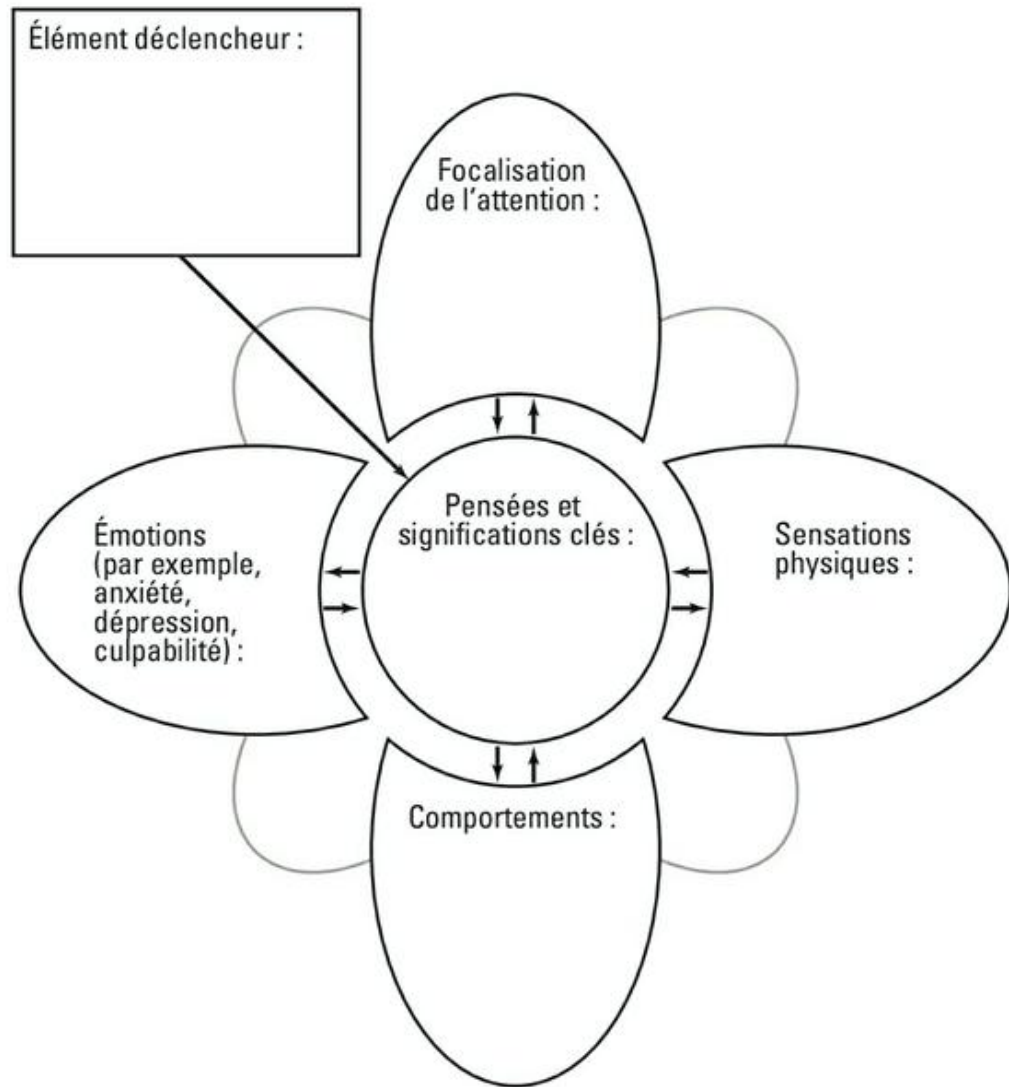 Élément déclencheur :
Focalisation
de l'attention :
Pensées et
significations clés :
Émotions
(par exemple,
anxiété,
dépression,
culpabilité) :
Sensations
physiques :
Comportements :